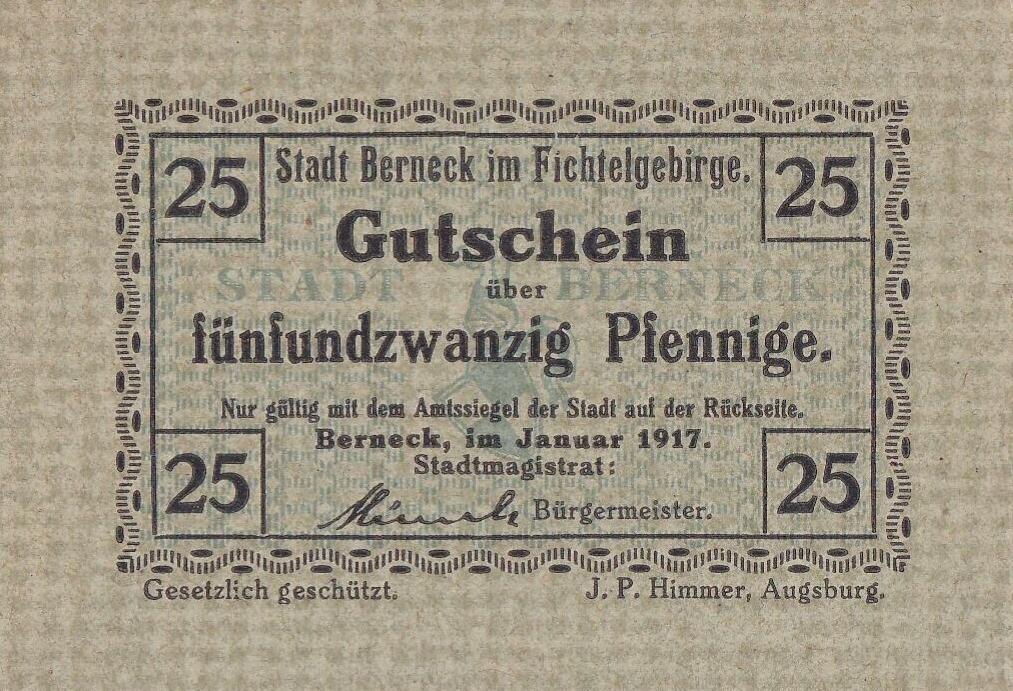 25 Stadt Berneck im Fichtelgebirge. 25
Gutschein
STADT BERNECK
über
fünfundzwanzig Pfennige.
Nur gültig mit dem Amtssiegel der Stadt auf der Rückseite.
Berneck, im Januar 1917.
Stadtmagistrat:
25 Bürgermeister. 25
Gesetzlich geschützt. J. P. Himmer, Augsburg.